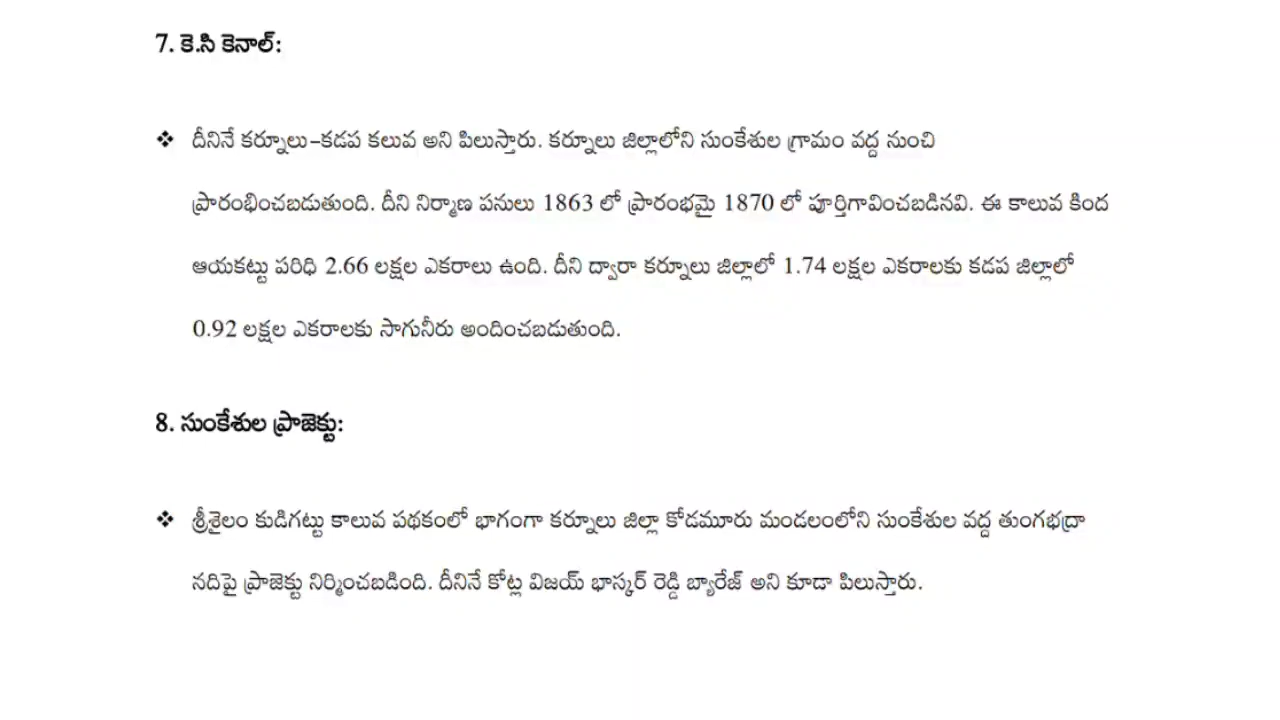 7. కె.సి కెనాల్:
❖ దీనినే కర్నూలు-కడప కలువ అని పిలుస్తారు. కర్నూలు జిల్లాలోని సుంకేశుల గ్రామం వద్ద నుంచి
ప్రారంభించబడుతుంది. దీని నిర్మాణ పనులు 1863 లో ప్రారంభమై 1870 లో పూర్తిగావించబడినవి. ఈ కాలువ కింద
ఆయకట్టు పరిధి 2.66 లక్షల ఎకరాలు ఉంది. దీని ద్వారా కర్నూలు జిల్లాలో 1.74 లక్షల ఎకరాలకు కడప జిల్లాలో
0.92 లక్షల ఎకరాలకు సాగునీరు అందించబడుతుంది.
8. సుంకేశుల ప్రాజెక్టు:
❖ శ్రీశైలం కుడిగట్టు కాలువ పథకంలో భాగంగా కర్నూలు జిల్లా కోడమూరు మండలంలోని సుంకేశుల వద్ద తుంగభద్రా
నదిపై ప్రాజెక్టు నిర్మించబడింది. దీనినే కోట్ల విజయ్ భాస్కర్ రెడ్డి బ్యారేజ్ అని కూడా పిలుస్తారు.